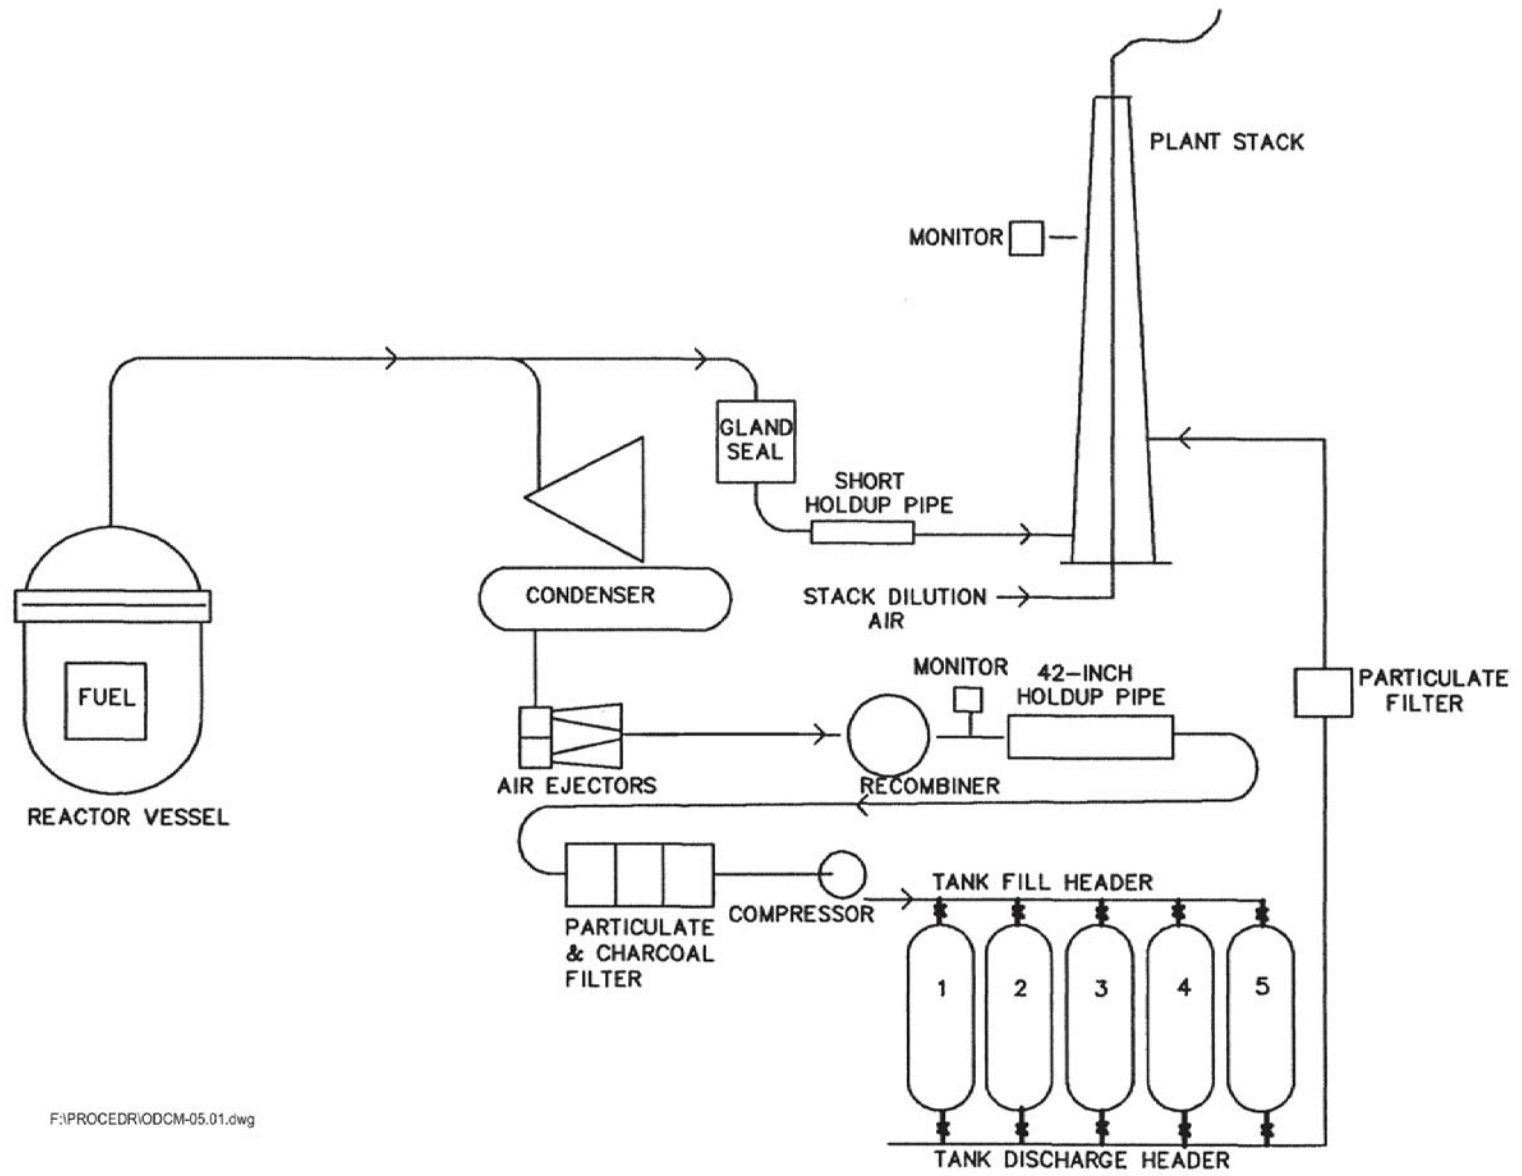 PLANT STACK
MONITOR
GLAND
SEAL
SHORT
HOLDUP PIPE
CONDENSER
STACK DILUTION
AIR
FUEL
REACTOR VESSEL
MONITOR
42-INCH
HOLDUP PIPE
PARTICULATE
FILTER
AIR EJECTORS
RECOMBINER
PARTICULATE
& CHARCOAL
FILTER
COMPRESSOR
TANK FILL HEADER
1
2
3
4
5
TANK DISCHARGE HEADER
F:\PROCEDR\ODCM-05.01.dwg